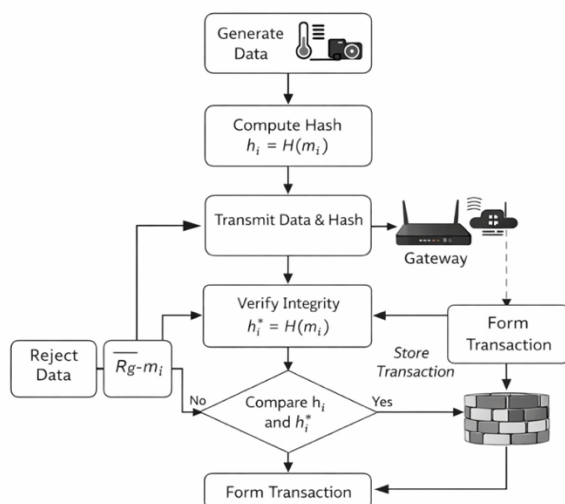 Generate
Data
Compute Hash
hᵢ = H(mᵢ)
Transmit Data & Hash
Gateway
Verify Integrity
hᵢ* = H(mᵢ)
Form
Transaction
Store
Transaction
Reject
Data
R̅g̅-mᵢ
No
Compare hᵢ
and hᵢ*
Yes
Form Transaction